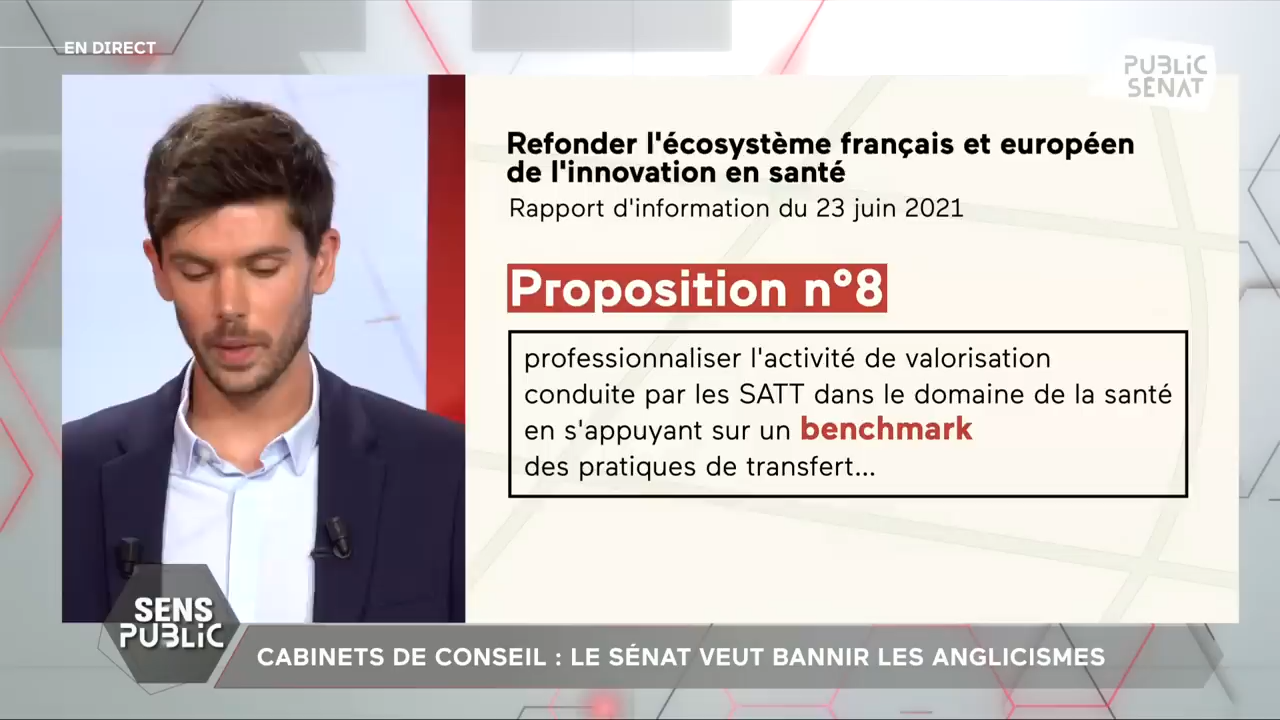 EN DIRECT
PUBLIC
SÉNAT
Refonder l'écosystème français et européen
de l'innovation en santé
Rapport d'information du 23 juin 2021
Proposition n°8
professionnaliser l'activité de valorisation
conduite par les SATT dans le domaine de la santé
en s'appuyant sur un benchmark
des pratiques de transfert...
SENS
PUBLIC
CABINETS DE CONSEIL : LE SÉNAT VEUT BANNIR LES ANGLICISMES